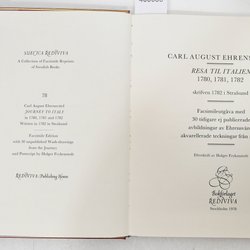 SUECICA REDIVIVA
A Collection of Facsimile Reprints
of Swedish Books
78
Carl August Ehrensvärd
JOURNEY TO ITALY
in 1780, 1781 and 1782
Written in 1782 in Stralsund
Facsimile Edition
with 30 unpublished Wash-drawings
from the Journey
and Postscript by Holger Frykenstedt
REDIVIVA Publishing House
CARL AUGUST EHRENS
RESA TIL ITALIEN
1780, 1781, 1782
skrifven 1782 i Stralsund
Faksimileutgåva med
30 tidigare ej publicerade
avbildningar av Ehrensvär
akvarellerade teckningar från
Efterskrift av Holger Frykenstedt
Bokförlaget
REDIVIVA
Stockholm 1978